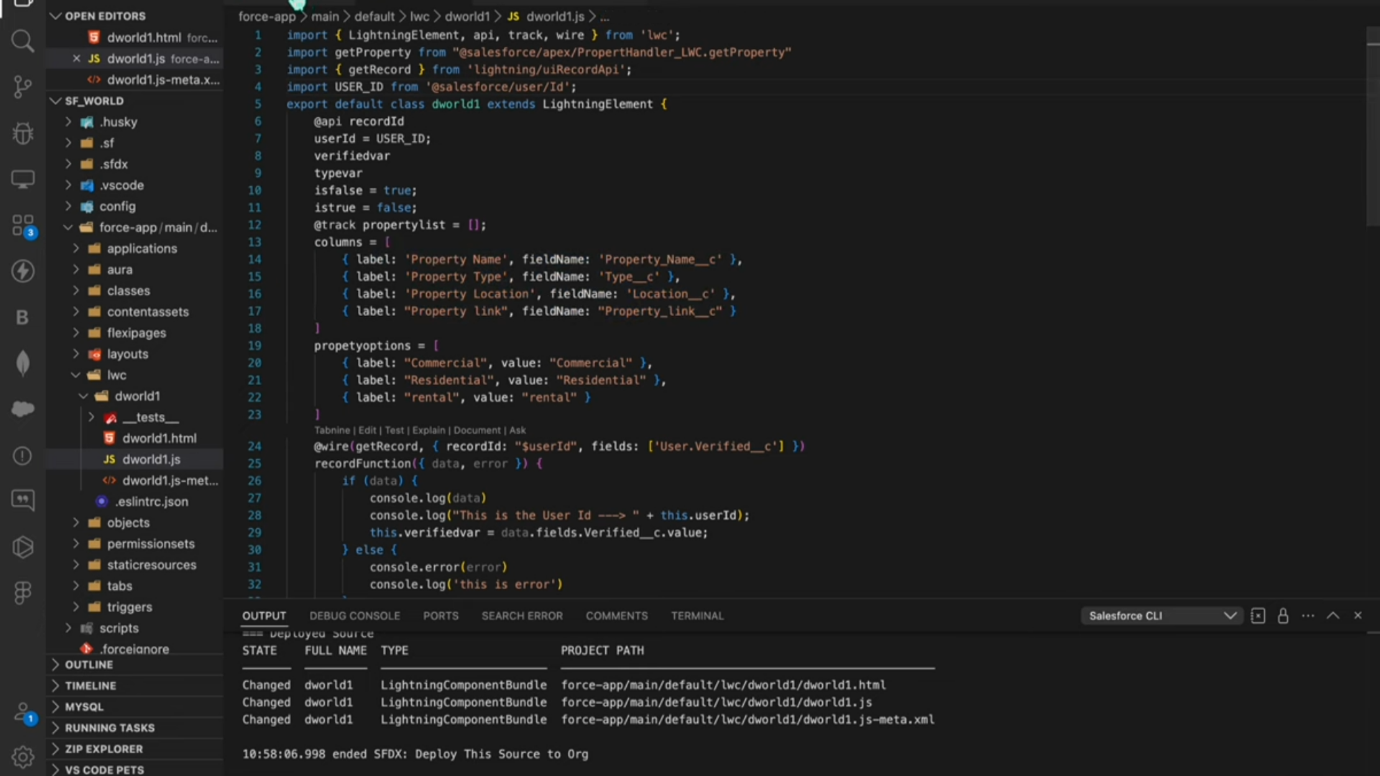 OPEN EDITORS
dworld1.html forc...
dworld1.js force-a...
dworld1.js-meta.x...
SF_WORLD
.husky
.sf
.sfdx
.vscode
config
force-app/main/d...
applications
aura
classes
contentassets
flexipages
layouts
lwc
dworld1
__tests__
dworld1.html
JS dworld1.js
dworld1.js-met...
.eslintrc.json
objects
permissionsets
staticresources
tabs
triggers
scripts
.forceignore
OUTLINE
TIMELINE
MYSQL
RUNNING TASKS
ZIP EXPLORER
VS CODE PETS
3
B
1
force-app > main > default > lwc > dworld1 > JS dworld1.js > ...
1 import { LightningElement, api, track, wire } from 'lwc';
2 import getProperty from "@salesforce/apex/PropertHandler_LWC.getProperty"
3 import { getRecord } from 'lightning/uiRecordApi';
4 import USER_ID from '@salesforce/user/Id';
5 export default class dworld1 extends LightningElement {
6 @api recordId
7 userId = USER_ID;
8 verifiedvar
9 typevar
10 isfalse = true;
11 istrue = false;
12 @track propertylist = [];
13 columns = [
14 { label: 'Property Name', fieldName: 'Property_Name__c' },
15 { label: 'Property Type', fieldName: 'Type__c' },
16 { label: 'Property Location', fieldName: 'Location__c' },
17 { label: "Property link", fieldName: "Property_link__c" }
18 ]
19 propetyoptions = [
20 { label: "Commercial", value: "Commercial" },
21 { label: "Residential", value: "Residential" },
22 { label: "rental", value: "rental" }
23 ]
Tabnine | Edit | Test | Explain | Document | Ask
24 @wire(getRecord, { recordId: "$userId", fields: ['User.Verified__c'] })
25 recordFunction({ data, error }) {
26 if (data) {
27 console.log(data)
28 console.log("This is the User Id ---> " + this.userId);
29 this.verifiedvar = data.fields.Verified__c.value;
30 } else {
31 console.error(error)
32 console.log('this is error')
OUTPUT DEBUG CONSOLE PORTS SEARCH ERROR COMMENTS TERMINAL Salesforce CLI
=== Deployed Source
STATE FULL NAME TYPE PROJECT PATH
Changed dworld1 LightningComponentBundle force-app/main/default/lwc/dworld1/dworld1.html
Changed dworld1 LightningComponentBundle force-app/main/default/lwc/dworld1/dworld1.js
Changed dworld1 LightningComponentBundle force-app/main/default/lwc/dworld1/dworld1.js-meta.xml
10:58:06.998 ended SFDX: Deploy This Source to Org